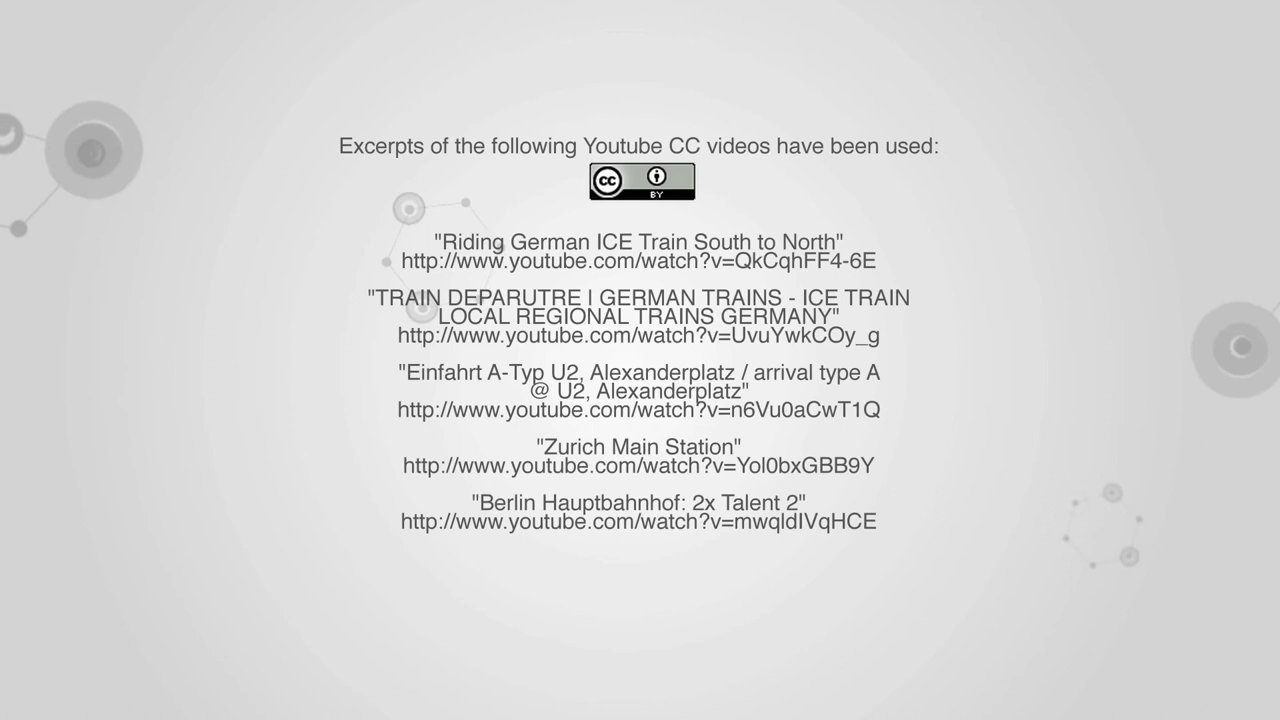 Excerpts of the following Youtube CC videos have been used:
cc BY
"Riding German ICE Train South to North"
http://www.youtube.com/watch?v=QkCqhFF4-6E
"TRAIN DEPARUTRE I GERMAN TRAINS - ICE TRAIN
LOCAL REGIONAL TRAINS GERMANY"
http://www.youtube.com/watch?v=UvuYwkCOy_g
"Einfahrt A-Typ U2, Alexanderplatz / arrival type A
@ U2, Alexanderplatz"
http://www.youtube.com/watch?v=n6Vu0aCwT1Q
"Zurich Main Station"
http://www.youtube.com/watch?v=Yol0bxGBB9Y
"Berlin Hauptbahnhof: 2x Talent 2"
http://www.youtube.com/watch?v=mwqldIVqHCE